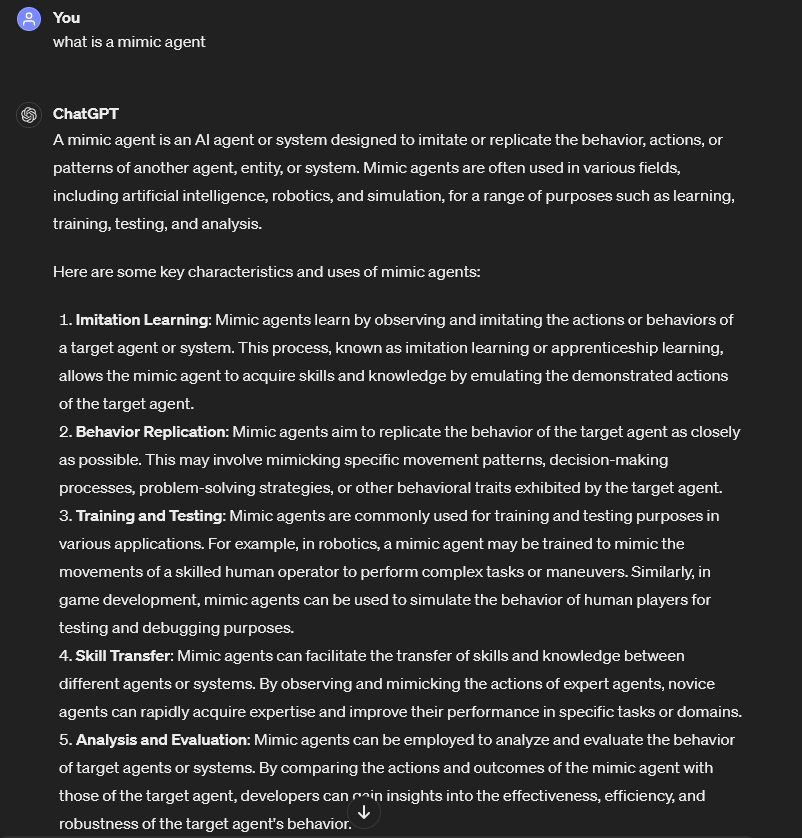 You
what is a mimic agent
ChatGPT
A mimic agent is an AI agent or system designed to imitate or replicate the behavior, actions, or
patterns of another agent, entity, or system. Mimic agents are often used in various fields,
including artificial intelligence, robotics, and simulation, for a range of purposes such as learning,
training, testing, and analysis.
Here are some key characteristics and uses of mimic agents:
1. Imitation Learning: Mimic agents learn by observing and imitating the actions or behaviors of
a target agent or system. This process, known as imitation learning or apprenticeship learning,
allows the mimic agent to acquire skills and knowledge by emulating the demonstrated actions
of the target agent.
2. Behavior Replication: Mimic agents aim to replicate the behavior of the target agent as closely
as possible. This may involve mimicking specific movement patterns, decision-making
processes, problem-solving strategies, or other behavioral traits exhibited by the target agent.
3. Training and Testing: Mimic agents are commonly used for training and testing purposes in
various applications. For example, in robotics, a mimic agent may be trained to mimic the
movements of a skilled human operator to perform complex tasks or maneuvers. Similarly, in
game development, mimic agents can be used to simulate the behavior of human players for
testing and debugging purposes.
4. Skill Transfer: Mimic agents can facilitate the transfer of skills and knowledge between
different agents or systems. By observing and mimicking the actions of expert agents, novice
agents can rapidly acquire expertise and improve their performance in specific tasks or domains.
5. Analysis and Evaluation: Mimic agents can be employed to analyze and evaluate the behavior
of target agents or systems. By comparing the actions and outcomes of the mimic agent with
those of the target agent, developers can gain insights into the effectiveness, efficiency, and
robustness of the target agent's behavior.